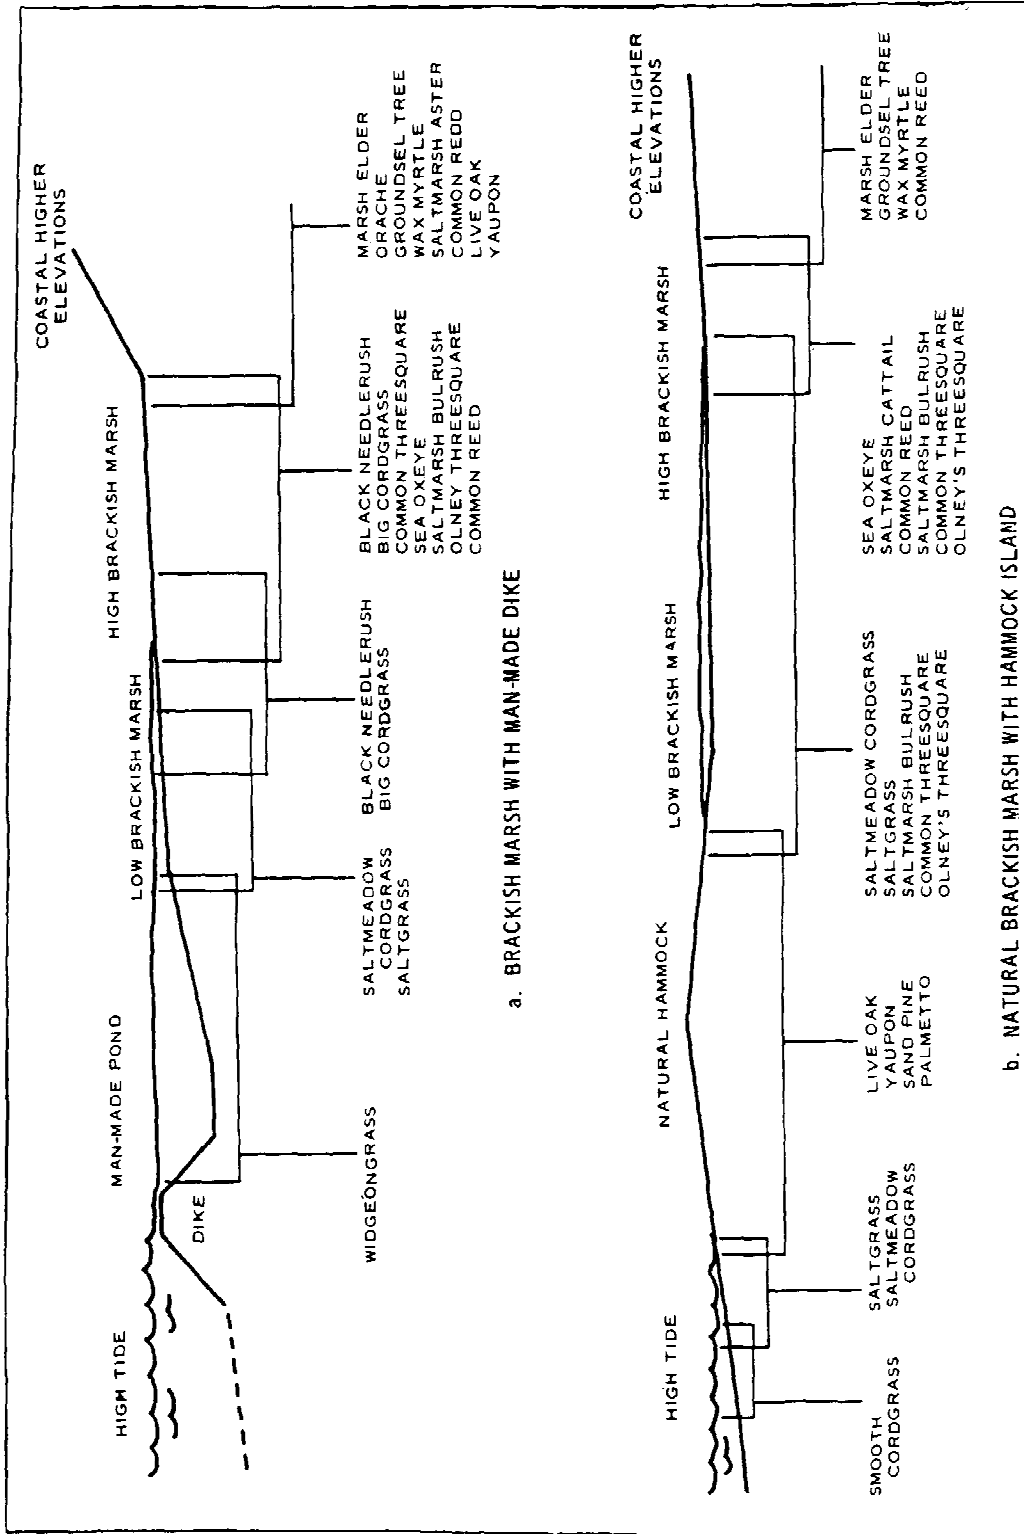 COASTAL HIGHER
ELEVATIONS
HIGH BRACKISH MARSH
LOW BRACKISH MARSH
MAN-MADE POND
HIGH TIDE
DIKE
WIDGEONGRASS
SALTMEADOW
CORDGRASS
SALTGRASS
BLACK NEEDLERUSH
BIG CORDGRASS
BLACK NEEDLERUSH
BIG CORDGRASS
COMMON THREESQUARE
SEA OXEYE
SALTMARSH BULRUSH
OLNEY THREESQUARE
COMMON REED
MARSH ELDER
ORACHE
GROUNDSEL TREE
WAX MYRTLE
SALTMARSH ASTER
COMMON REDD
LIVE OAK
YAUPON
a. BRACKISH MARSH WITH MAN-MADE DIKE
COASTAL HIGHER
ELEVATIONS
HIGH BRACKISH MARSH
LOW BRACKISH MARSH
NATURAL HAMMOCK
HIGH TIDE
SMOOTH
CORDGRASS
SALTGRASS
SALTMEADOW
CORDGRASS
LIVE OAK
YAUPON
SAND PINE
PALMETTO
SALTMEADOW CORDGRASS
SALTGRASS
SALTMARSH BULRUSH
COMMON THREESQUARE
OLNEY'S THREESQUARE
SEA OXEYE
SALTMARSH CATTAIL
COMMON REED
SALTMARSH BULRUSH
COMMON THREESQUARE
OLNEY'S THREESQUARE
MARSH ELDER
GROUNDSEL TREE
WAX MYRTLE
COMMON REED
b. NATURAL BRACKISH MARSH WITH HAMMOCK ISLAND